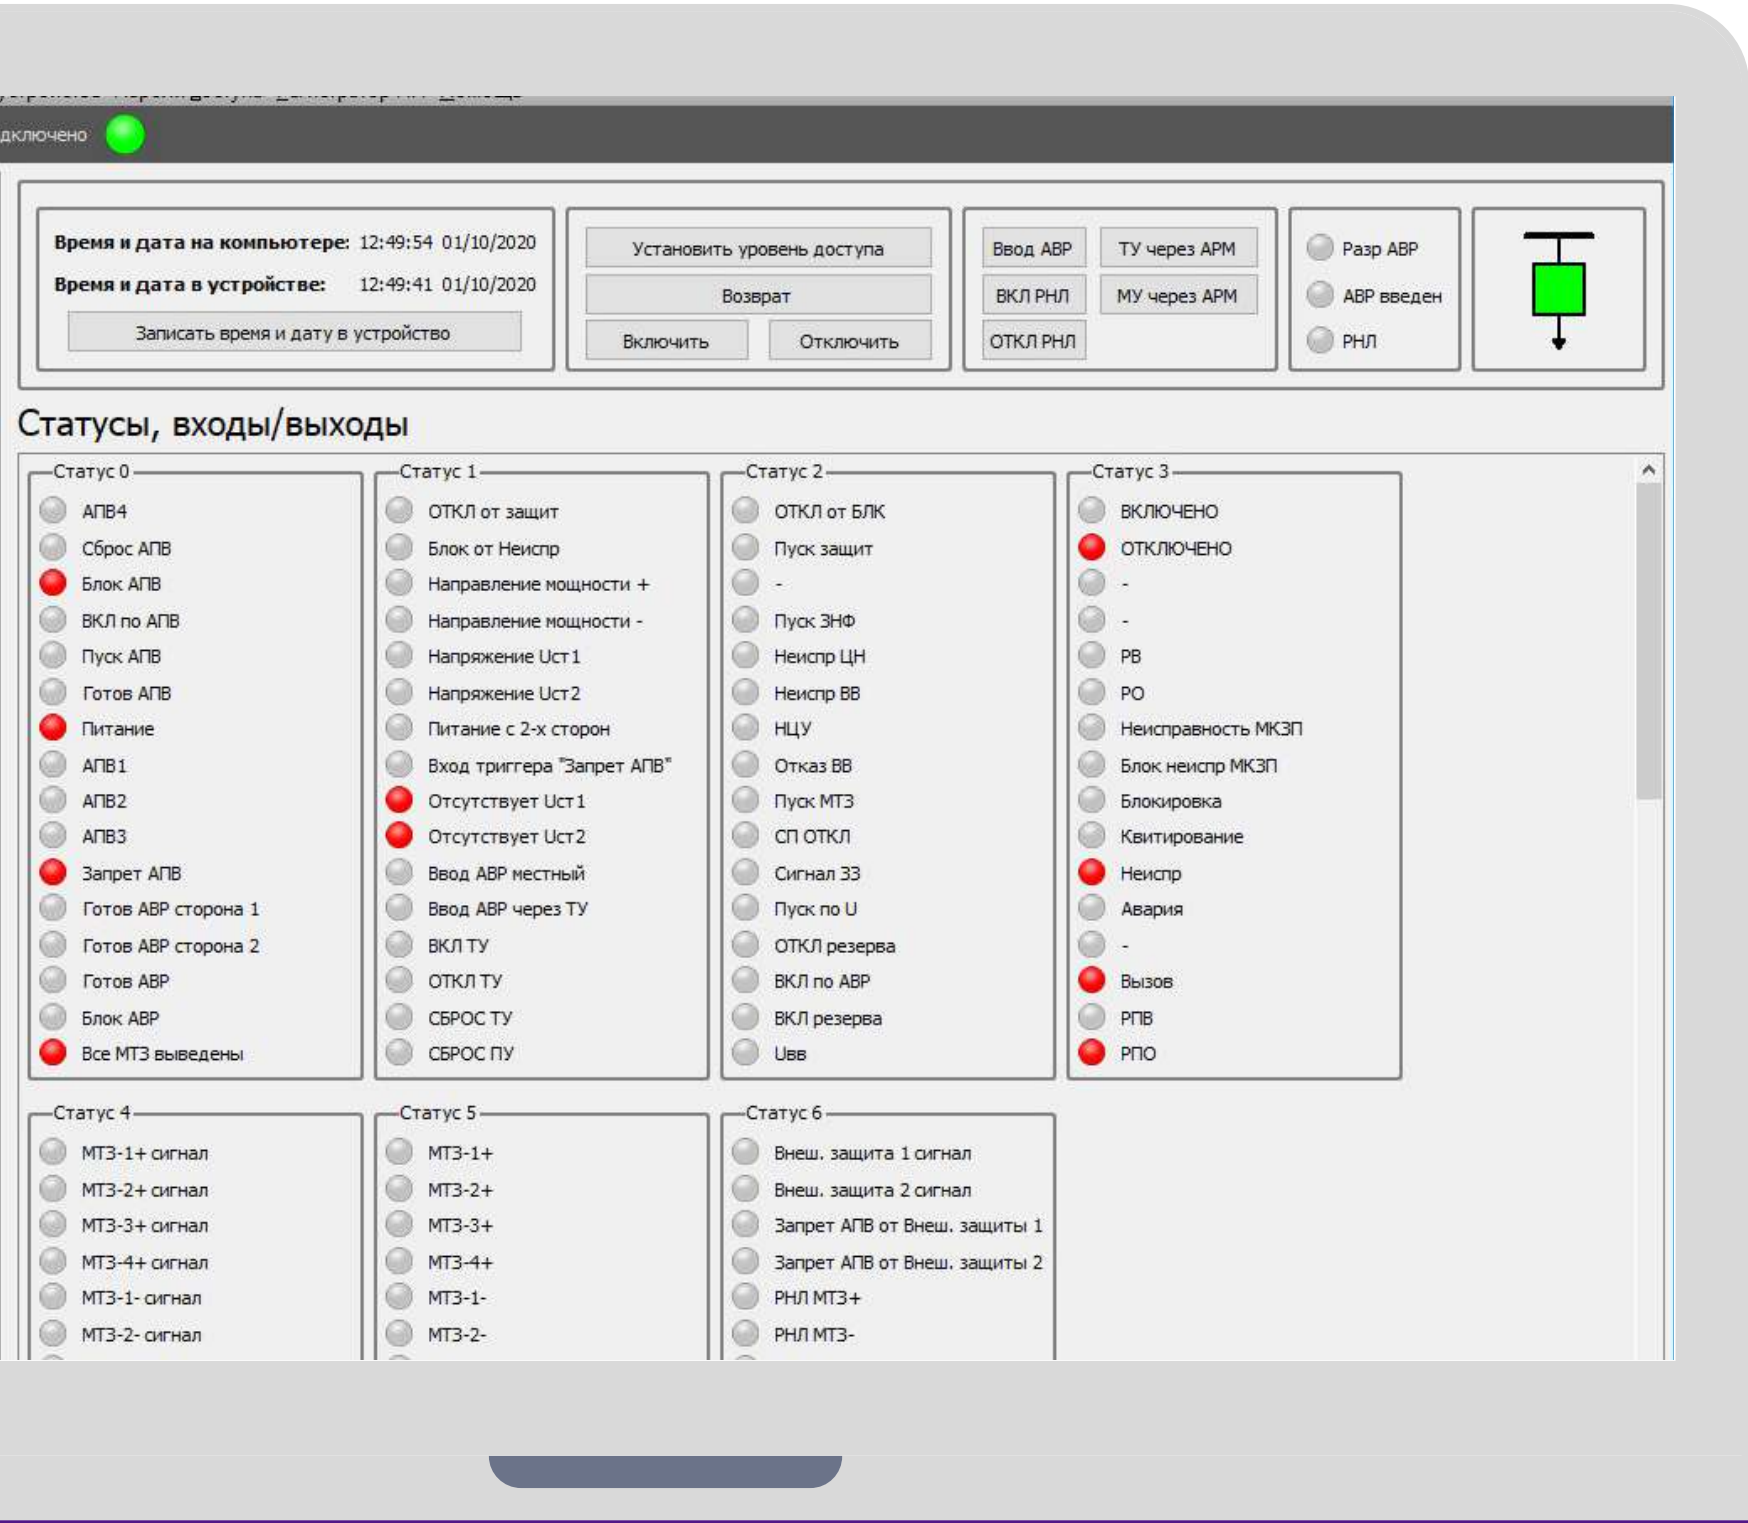 дключено
Время и дата на компьютере: 12:49:54 01/10/2020
Время и дата в устройстве: 12:49:41 01/10/2020
Записать время и дату в устройство
Установить уровень доступа
Возврат
Включить Отключить
Ввод АВР ТУ через АРМ
ВКЛ РНЛ МУ через АРМ
ОТКЛ РНЛ
Разр АВР
АВР введен
РНЛ
Статусы, входы/выходы
Статус 0
АПВ4
Сброс АПВ
Блок АПВ
ВКЛ по АПВ
Пуск АПВ
Готов АПВ
Питание
АПВ1
АПВ2
АПВ3
Запрет АПВ
Готов АВР сторона 1
Готов АВР сторона 2
Готов АВР
Блок АВР
Все МТЗ выведены
Статус 1
ОТКЛ от защит
Блок от Неиспр
Направление мощности +
Направление мощности -
Напряжение Uст1
Напряжение Uст2
Питание с 2-х сторон
Вход триггера "Запрет АПВ"
Отсутствует Uст1
Отсутствует Uст2
Ввод АВР местный
Ввод АВР через ТУ
ВКЛ ТУ
ОТКЛ ТУ
СБРОС ТУ
СБРОС ПУ
Статус 2
ОТКЛ от БЛК
Пуск защит
-
Пуск ЗНФ
Неиспр ЦН
Неиспр ВВ
НЦУ
Отказ ВВ
Пуск МТЗ
СП ОТКЛ
Сигнал ЗЗ
Пуск по U
ОТКЛ резерва
ВКЛ по АВР
ВКЛ резерва
Uвв
Статус 3
ВКЛЮЧЕНО
ОТКЛЮЧЕНО
-
-
РВ
РО
Неисправность МКЗП
Блок неиспр МКЗП
Блокировка
Квитирование
Неиспр
Авария
-
Вызов
РПВ
РПО
Статус 4
МТЗ-1+ сигнал
МТЗ-2+ сигнал
МТЗ-3+ сигнал
МТЗ-4+ сигнал
МТЗ-1- сигнал
МТЗ-2- сигнал
Статус 5
МТЗ-1+
МТЗ-2+
МТЗ-3+
МТЗ-4+
МТЗ-1-
МТЗ-2-
Статус 6
Внеш. защита 1 сигнал
Внеш. защита 2 сигнал
Запрет АПВ от Внеш. защиты 1
Запрет АПВ от Внеш. защиты 2
РНЛ МТЗ+
РНЛ МТЗ-